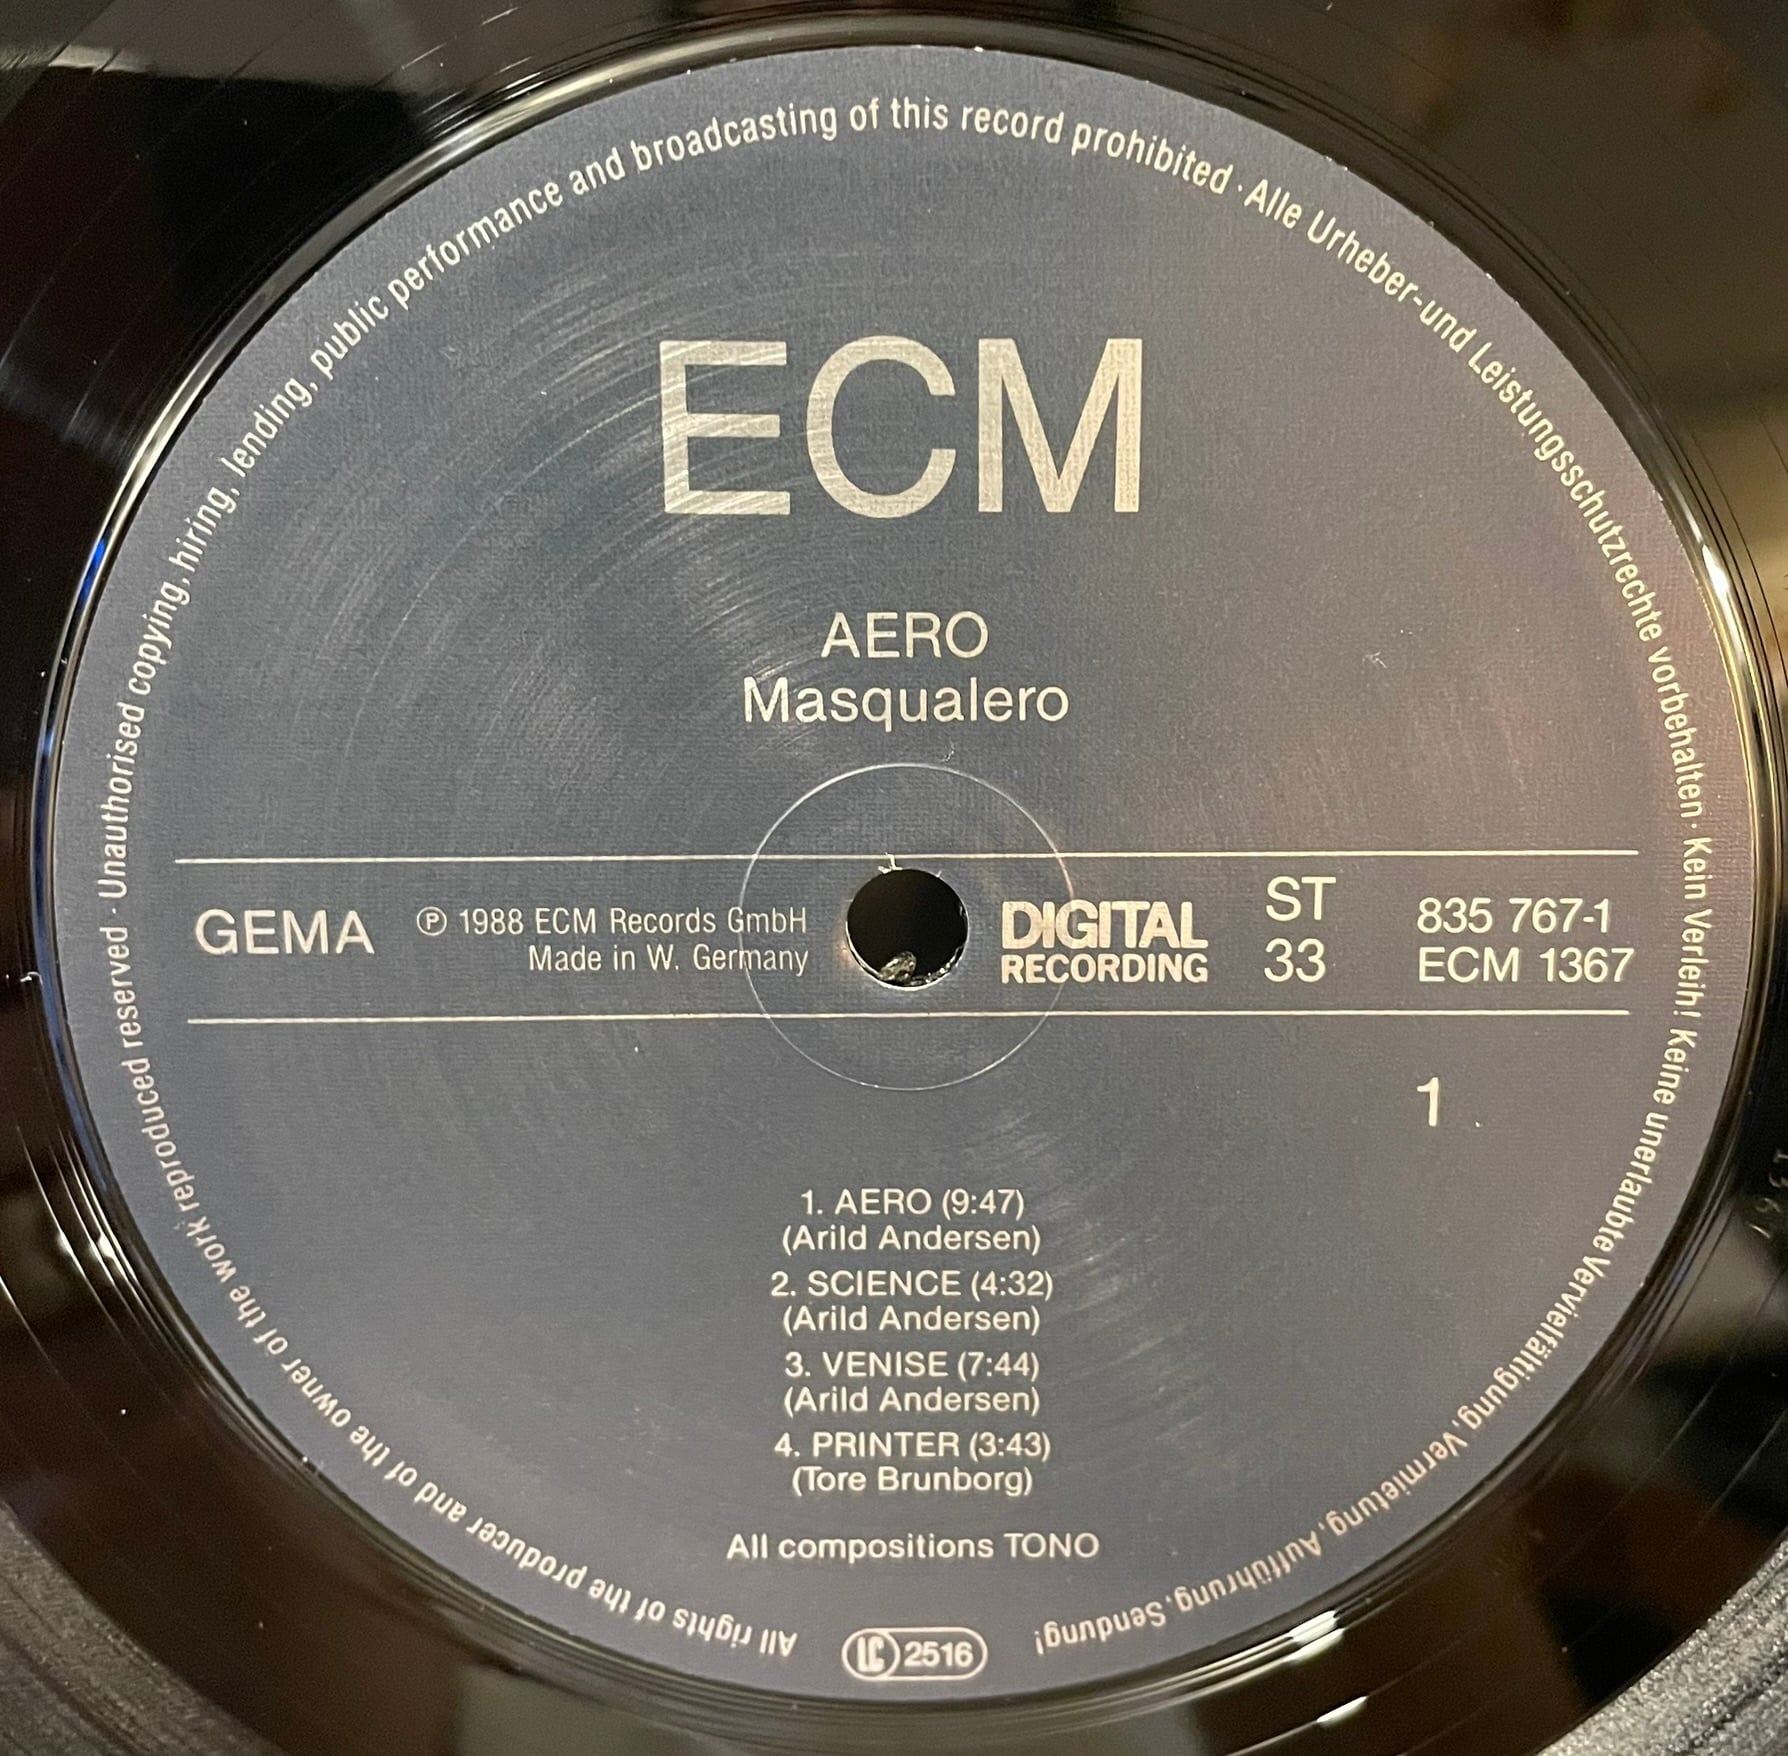 ECM
AERO
Masqualero
GEMA
℗ 1988 ECM Records GmbH
Made in W. Germany
DIGITAL
RECORDING
ST
33
835 767-1
ECM 1367
1
1. AERO (9:47)
(Arild Andersen)
2. SCIENCE (4:32)
(Arild Andersen)
3. VENISE (7:44)
(Arild Andersen)
4. PRINTER (3:43)
(Tore Brunborg)
All compositions TONO
LC 2516
All rights of the producer and of the owner of the work reproduced reserved · Unauthorised copying, hiring, lending, public performance and broadcasting of this record prohibited · Alle Urheber-und Leistungsschutzrechte vorbehalten · Kein Verleih! Keine unerlaubte Vervielfältigung, Vermietung, Aufführung, Sendung!